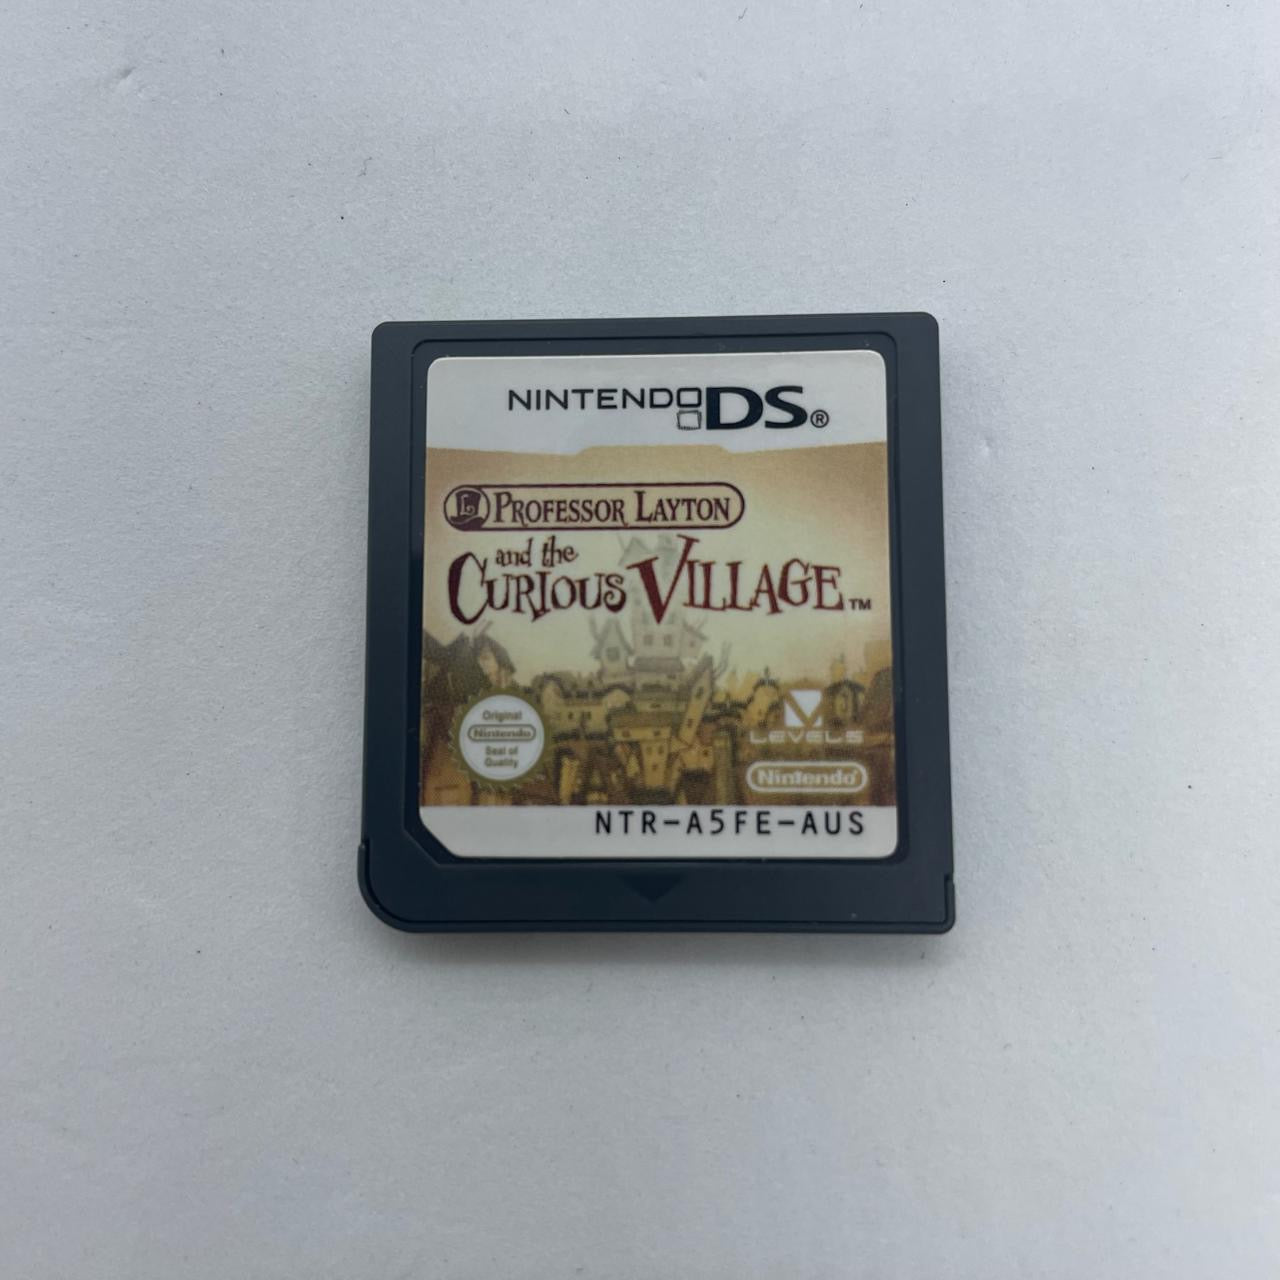 NINTENDO DS®
L PROFESSOR LAYTON
and the
CURIOUS VILLAGE™
Original
Nintendo
Seal of
Quality
LEVEL5
Nintendo®
NTR-A5FE-AUS